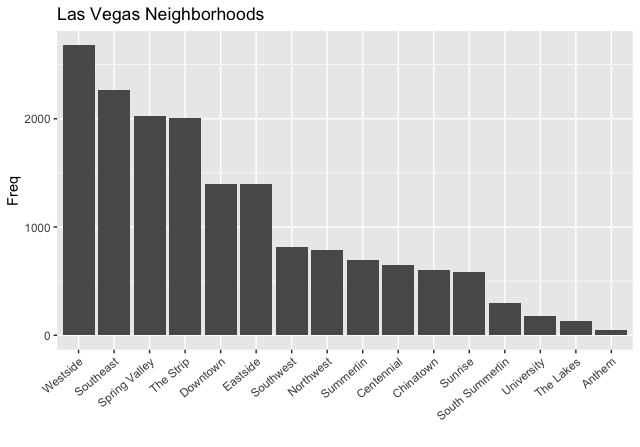 Las Vegas Neighborhoods
Freq
2000
1000
0
Westside
Southeast
Spring Valley
The Strip
Downtown
Eastside
Southwest
Northwest
Summerlin
Centennial
Chinatown
Sunrise
South Summerlin
University
The Lakes
Anthem